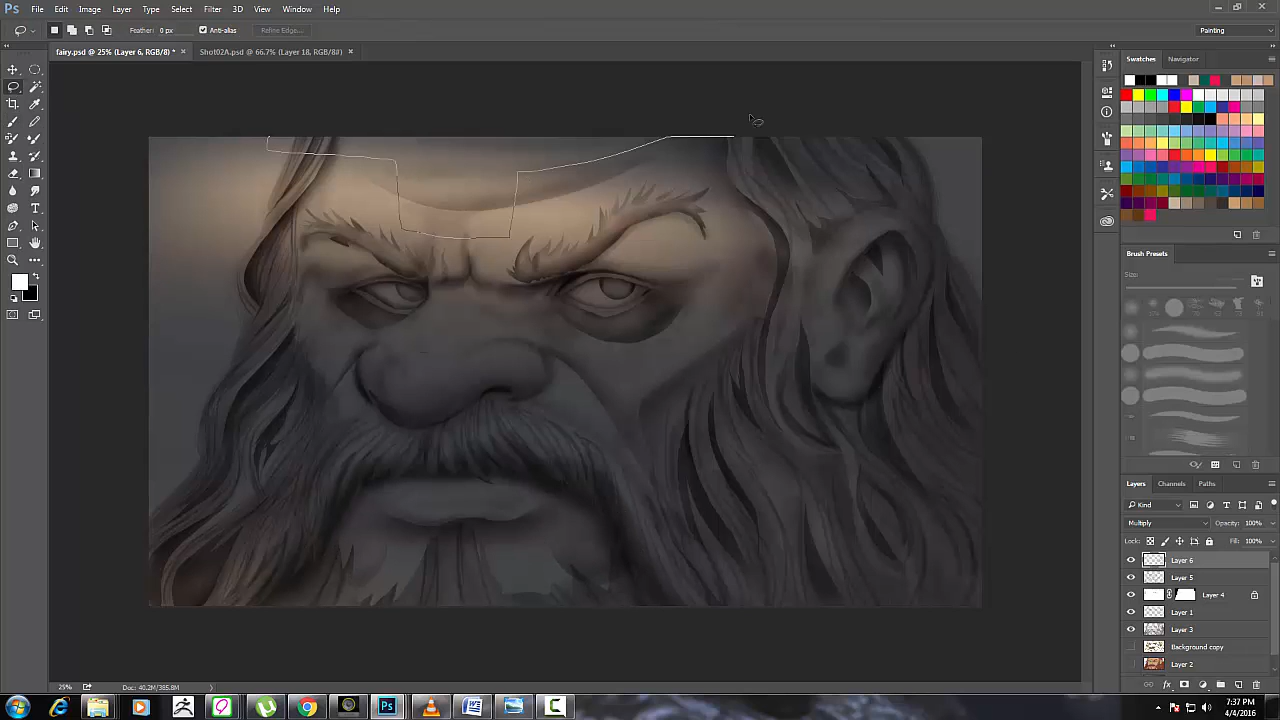 Ps File Edit Image Layer Type Select Filter 3D View Window Help
Feather: 0 px Anti-alias Refine Edge... Painting
fairy.psd @ 25% (Layer 6, RGB/8) * × Shot02A.psd @ 66.7% (Layer 18, RGB/8#) ×
Swatches Navigator
Brush Presets
Size:
Layers Channels Paths
Kind
Multiply Opacity: 100%
Lock: Fill: 100%
Layer 6
Layer 5
Layer 4
Layer 1
Layer 3
Background copy
Layer 2
25% Doc: 40.2M/385.8M
7:37 PM
4/4/2016